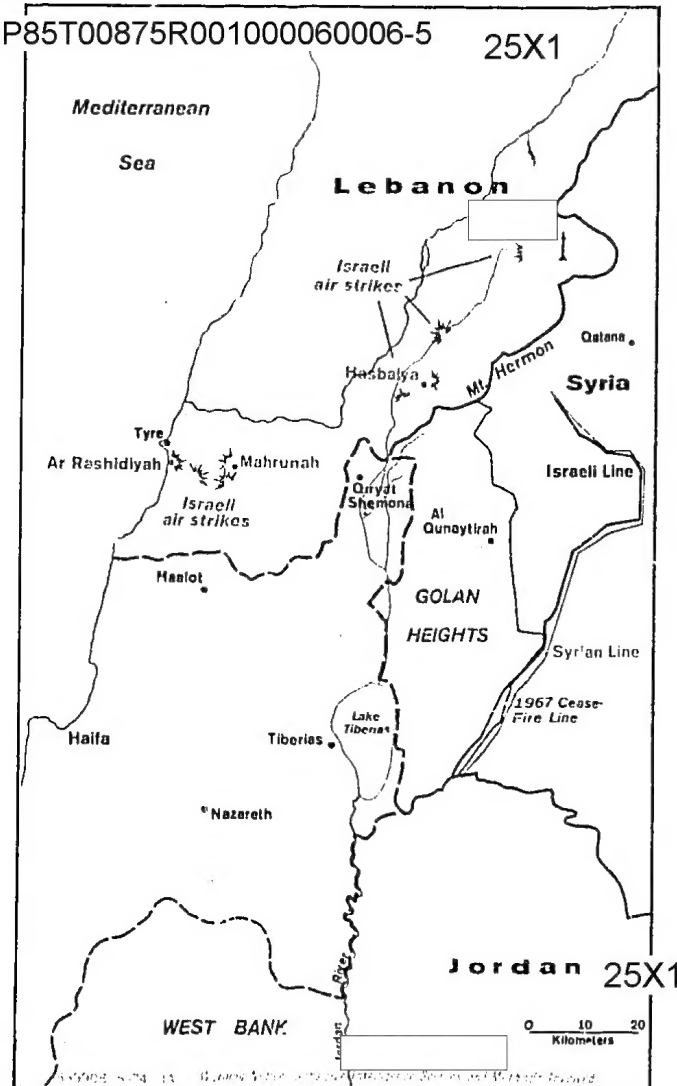 P85T00875R001000060006-5
25X1
Mediterranean
Sea
Lebanon
Israeli
air strikes
Qatana
Hasbaiya
Mt. Hermon
Syria
Tyre
Ar Rashidiyah
Mahrunah
Israeli
air strikes
Qiryat
Shemona
Israeli Line
Al
Qunaytirah
Maalot
GOLAN
HEIGHTS
Syrian Line
1967 Cease-
Fire Line
Haifa
Tiberias
Lake
Tiberias
Nazareth
Jordan
25X1
WEST BANK
Jordan River
0 10 20
Kilometers